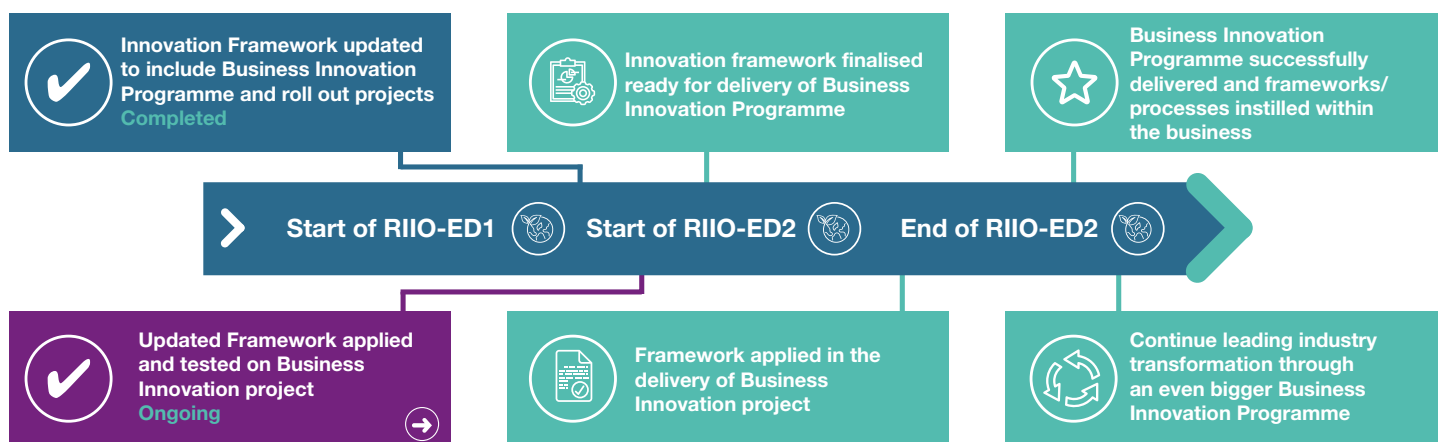 Innovation Framework updated
to include Business Innovation
Programme and roll out projects
Completed
Innovation framework finalised
ready for delivery of Business
Innovation Programme
Business Innovation
Programme successfully
delivered and frameworks/
processes instilled within
the business
Start of RIIO-ED1
Start of RIIO-ED2
End of RIIO-ED2
Updated Framework applied
and tested on Business
Innovation project
Ongoing
Framework applied in the
delivery of Business
Innovation project
Continue leading industry
transformation through
an even bigger Business
Innovation Programme